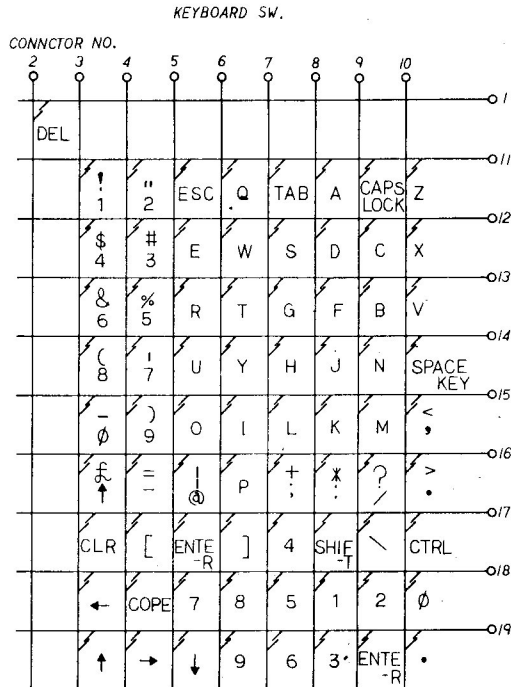 KEYBOARD SW.
CONNCTOR NO.
2 3 4 5 6 7 8 9 10
1
DEL
11
! " ESC Q TAB A CAPS Z
1 2 LOCK
12
$ # E W S D C X
4 3
13
& % R T G F B V
6 5
14
( ' U Y H J N SPACE
8 7 KEY
15
- ) O I L K M <
Ø 9 ,
16
£ = | P + * ? >
↑ - @ ; : / .
17
CLR [ ENTE ] 4 SHIF \ CTRL
-R -T
18
← COPE 7 8 5 1 2 Ø
19
↑ → ↓ 9 6 3 ENTE .
-R